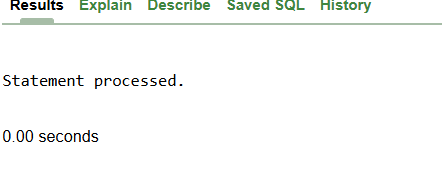 Results Explain Describe Saved SQL History
Statement processed.
0.00 seconds